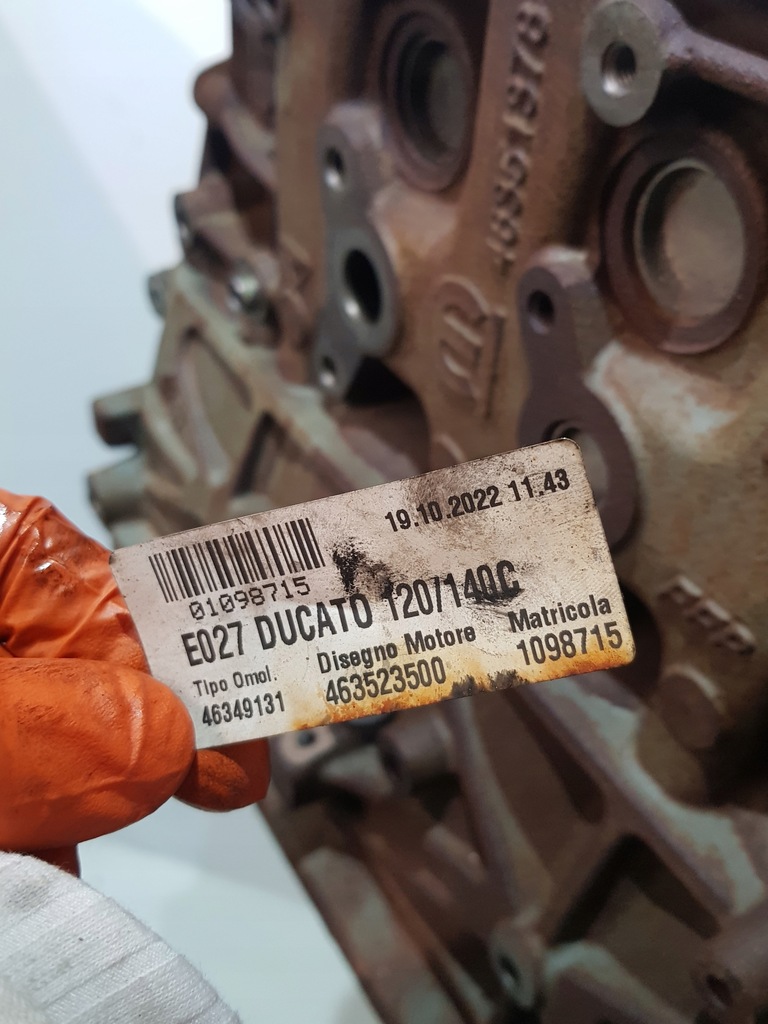 19.10.2022 11.43
01098715
E027 DUCATO 120/140C
Tipo Omol. Disegno Motore Matricola
46349131 463523500 1098715